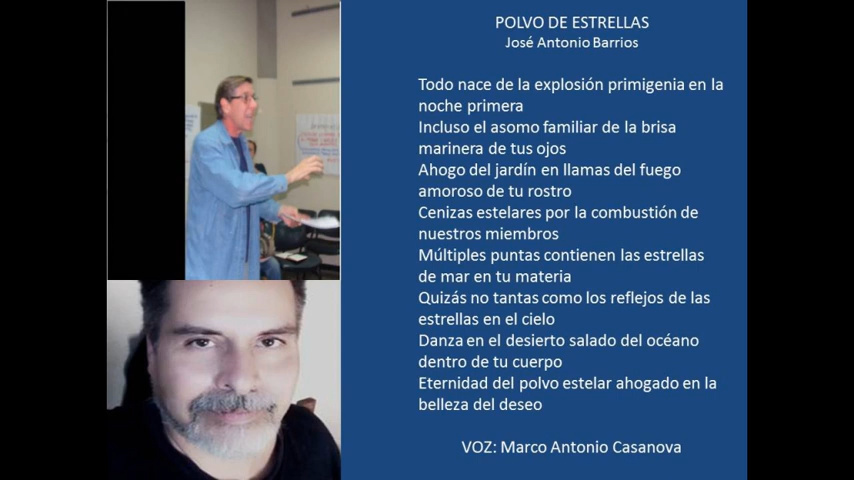 POLVO DE ESTRELLAS
José Antonio Barrios
Todo nace de la explosión primigenia en la
noche primera
Incluso el asomo familiar de la brisa
marinera de tus ojos
Ahogo del jardín en llamas del fuego
amoroso de tu rostro
Cenizas estelares por la combustión de
nuestros miembros
Múltiples puntas contienen las estrellas
de mar en tu materia
Quizás no tantas como los reflejos de las
estrellas en el cielo
Danza en el desierto salado del océano
dentro de tu cuerpo
Eternidad del polvo estelar ahogado en la
belleza del deseo
VOZ: Marco Antonio Casanova